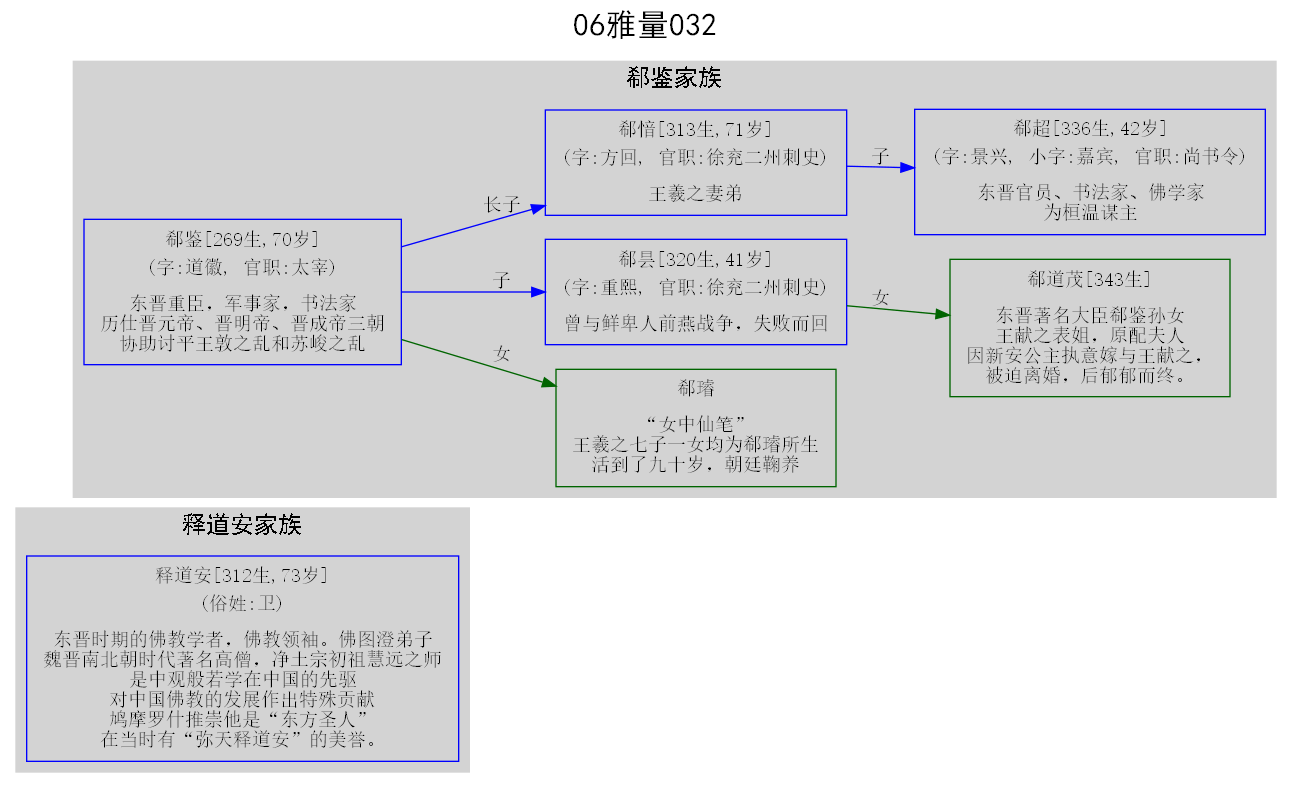 06雅量032
郗鉴家族
郗鉴[269生,70岁]
(字:道徽, 官职:太宰)
东晋重臣，军事家，书法家
历仕晋元帝、晋明帝、晋成帝三朝
协助讨平王敦之乱和苏峻之乱
长子
子
女
郗愔[313生,71岁]
(字:方回, 官职:徐兖二州刺史)
王羲之妻弟
子
郗超[336生,42岁]
(字:景兴, 小字:嘉宾, 官职:尚书令)
东晋官员、书法家、佛学家
为桓温谋主
郗昙[320生,41岁]
(字:重熙, 官职:徐兖二州刺史)
曾与鲜卑人前燕战争，失败而回
女
郗道茂[343生]
东晋著名大臣郗鉴孙女
王献之表姐，原配夫人
因新安公主执意嫁与王献之，
被迫离婚，后郁郁而终。
郗璿
“女中仙笔”
王羲之七子一女均为郗璿所生
活到了九十岁，朝廷鞠养
释道安家族
释道安[312生,73岁]
(俗姓:卫)
东晋时期的佛教学者，佛教领袖。佛图澄弟子
魏晋南北朝时代著名高僧，净土宗初祖慧远之师
是中观般若学在中国的先驱
对中国佛教的发展作出特殊贡献
鸠摩罗什推崇他是“东方圣人”
在当时有“弥天释道安”的美誉。